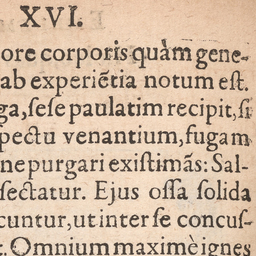 XVI.
ore corporis quàm gene-
ab experiẽtia notum eſt.
ga, ſeſe paulatim recipit, ſi
pectu venantium, fugam
ne purgari exiſtimãs: Sal-
ſectatur. Ejus oſſa ſolida
cuntur, ut inter ſe concuſ-
Omnium maximè ignes